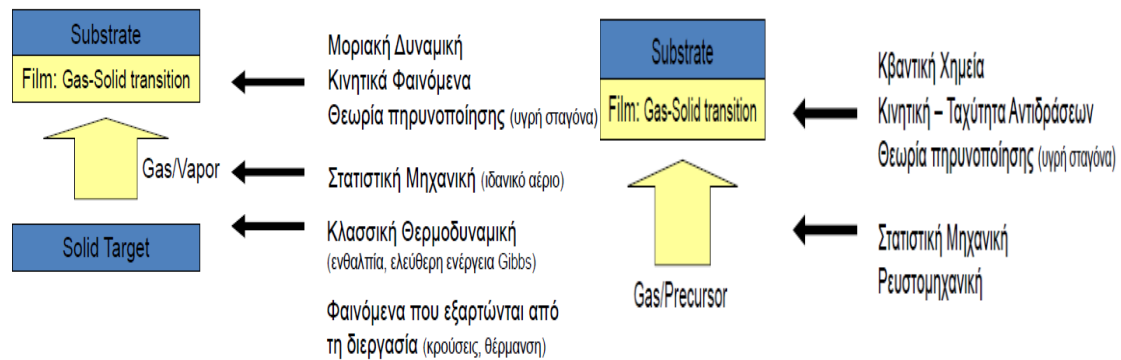 Substrate
Film: Gas-Solid transition
Gas/Vapor
Solid Target
Μοριακή Δυναμική
Κινητικά Φαινόμενα
Θεωρία πηρυνοποίησης (υγρή σταγόνα)
Στατιστική Μηχανική (ιδανικό αέριο)
Κλασσική Θερμοδυναμική
(ενθαλπία, ελεύθερη ενέργεια Gibbs)
Φαινόμενα που εξαρτώνται από
τη διεργασία (κρούσεις, θέρμανση)
Substrate
Film: Gas-Solid transition
Gas/Precursor
Κβαντική Χημεία
Κινητική – Ταχύτητα Αντιδράσεων
Θεωρία πηρυνοποίησης (υγρή σταγόνα)
Στατιστική Μηχανική
Ρευστομηχανική